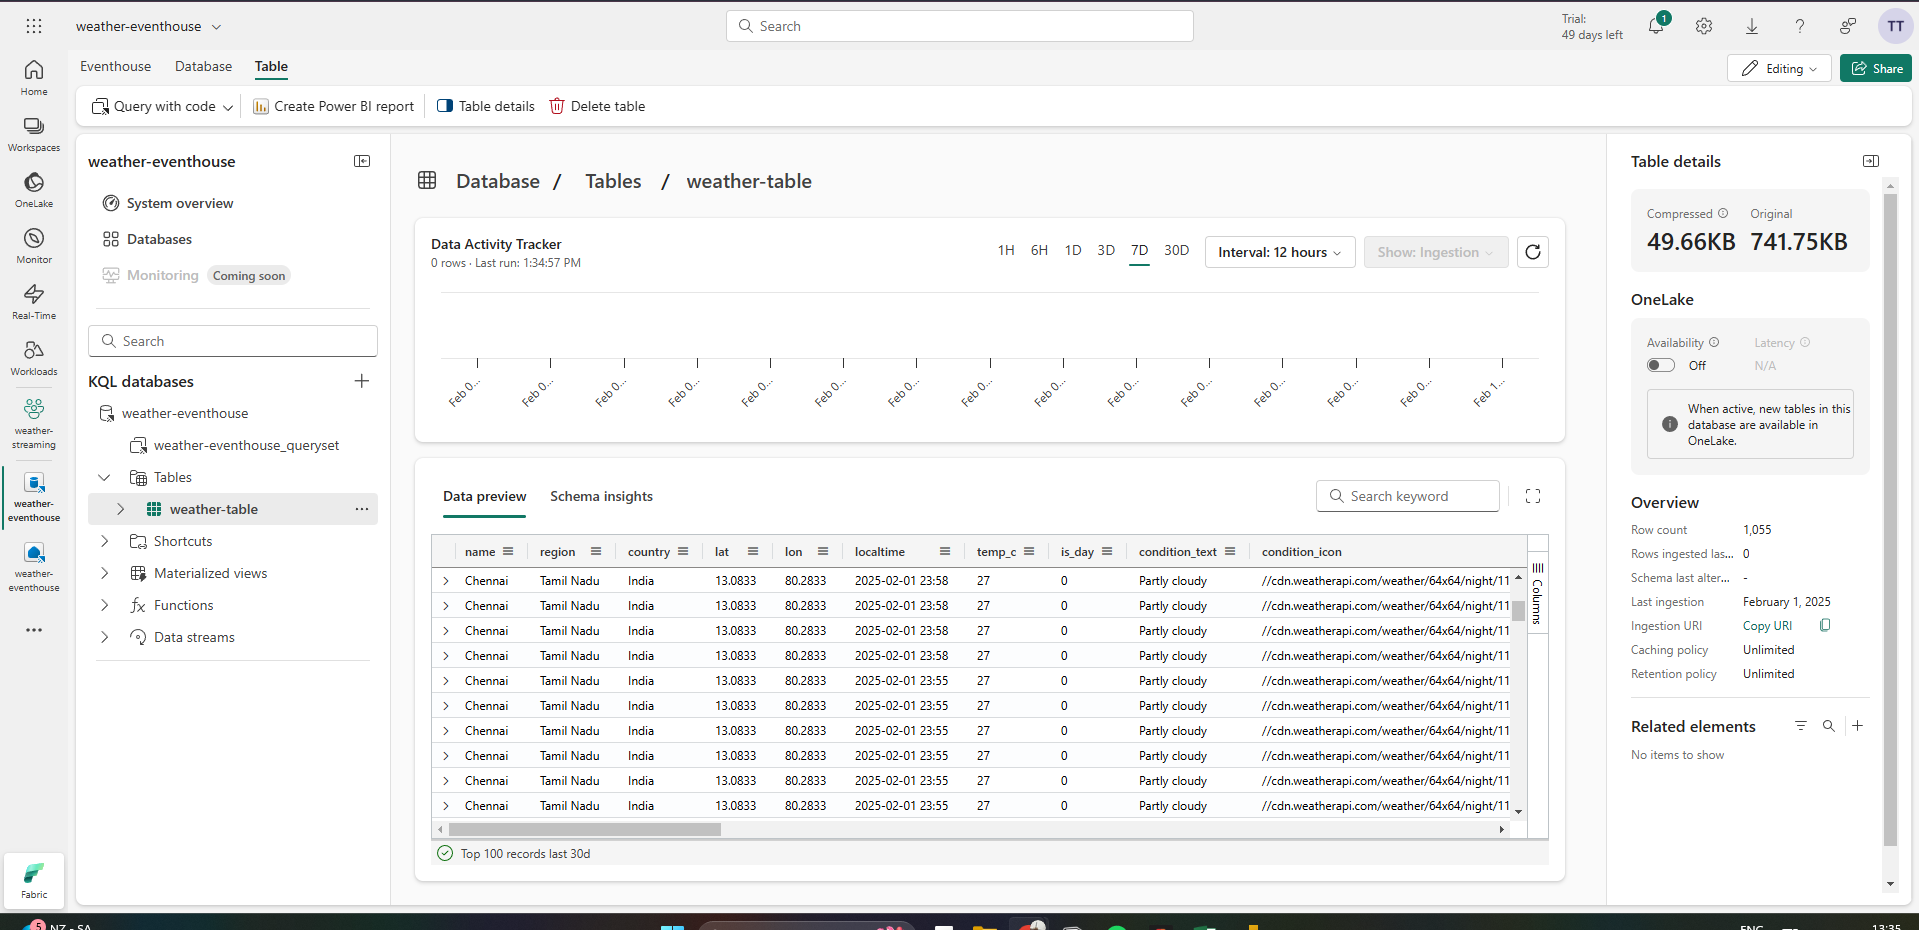 weather-eventhouse
Search
Trial:
49 days left
1
TT
Eventhouse Database Table
Editing
Share
Query with code Create Power BI report Table details Delete table
Home
Workspaces
OneLake
Monitor
Real-Time
Workloads
weather-
streaming
weather-
eventhouse
weather-
eventhouse
Fabric
weather-eventhouse
System overview
Databases
Monitoring Coming soon
Search
KQL databases
weather-eventhouse
weather-eventhouse_queryset
Tables
weather-table
Shortcuts
Materialized views
Functions
Data streams
Database / Tables / weather-table
Data Activity Tracker
0 rows · Last run: 1:34:57 PM
1H 6H 1D 3D 7D 30D
Interval: 12 hours
Show: Ingestion
Feb 0... Feb 0... Feb 0... Feb 0... Feb 0... Feb 0... Feb 0... Feb 0... Feb 0... Feb 0... Feb 0... Feb 0... Feb 0... Feb 0... Feb 1...
Data preview Schema insights
Search keyword
name region country lat lon localtime temp_c is_day condition_text condition_icon
Chennai Tamil Nadu India 13.0833 80.2833 2025-02-01 23:58 27 0 Partly cloudy //cdn.weatherapi.com/weather/64x64/night/11
Chennai Tamil Nadu India 13.0833 80.2833 2025-02-01 23:58 27 0 Partly cloudy //cdn.weatherapi.com/weather/64x64/night/11
Chennai Tamil Nadu India 13.0833 80.2833 2025-02-01 23:58 27 0 Partly cloudy //cdn.weatherapi.com/weather/64x64/night/11
Chennai Tamil Nadu India 13.0833 80.2833 2025-02-01 23:58 27 0 Partly cloudy //cdn.weatherapi.com/weather/64x64/night/11
Chennai Tamil Nadu India 13.0833 80.2833 2025-02-01 23:55 27 0 Partly cloudy //cdn.weatherapi.com/weather/64x64/night/11
Chennai Tamil Nadu India 13.0833 80.2833 2025-02-01 23:55 27 0 Partly cloudy //cdn.weatherapi.com/weather/64x64/night/11
Chennai Tamil Nadu India 13.0833 80.2833 2025-02-01 23:55 27 0 Partly cloudy //cdn.weatherapi.com/weather/64x64/night/11
Chennai Tamil Nadu India 13.0833 80.2833 2025-02-01 23:55 27 0 Partly cloudy //cdn.weatherapi.com/weather/64x64/night/11
Chennai Tamil Nadu India 13.0833 80.2833 2025-02-01 23:55 27 0 Partly cloudy //cdn.weatherapi.com/weather/64x64/night/11
Chennai Tamil Nadu India 13.0833 80.2833 2025-02-01 23:55 27 0 Partly cloudy //cdn.weatherapi.com/weather/64x64/night/11
Columns
Top 100 records last 30d
Table details
Compressed Original
49.66KB 741.75KB
OneLake
Availability Latency
Off N/A
When active, new tables in this
database are available in
OneLake.
Overview
Row count 1,055
Rows ingested las... 0
Schema last alter... -
Last ingestion February 1, 2025
Ingestion URI Copy URI
Caching policy Unlimited
Retention policy Unlimited
Related elements
No items to show
5
NZ - SA
ENG
13:35